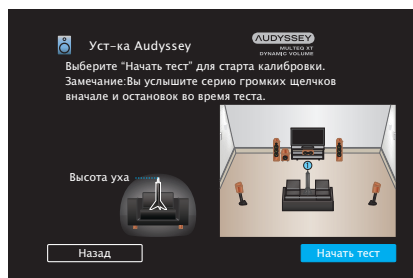 Уст-ка Audyssey
AUDYSSEY
MULTEQ XT
DYNAMIC VOLUME
Выберите “Начать тест” для старта калибровки.
Замечание:Вы услышите серию громких щелчков
вначале и остановок во время теста.
Высота уха
Назад
Начать тест